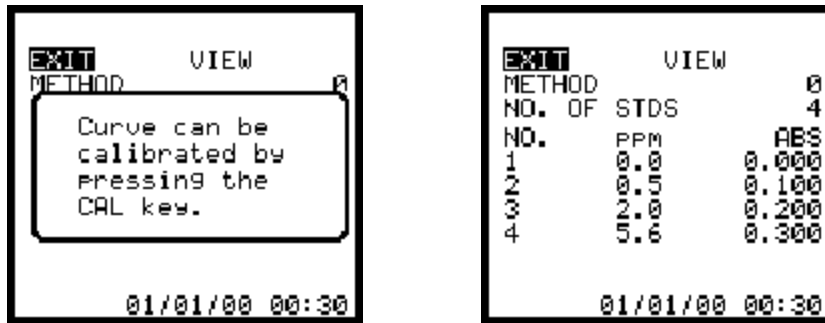 EXIT VIEW
METHOD 0
Curve can be
calibrated by
pressing the
CAL key.
01/01/00 00:30
EXIT VIEW
METHOD 0
NO. OF STDS 4
NO. PPM ABS
1 0.0 0.000
2 0.5 0.100
3 2.0 0.200
4 5.6 0.300
01/01/00 00:30